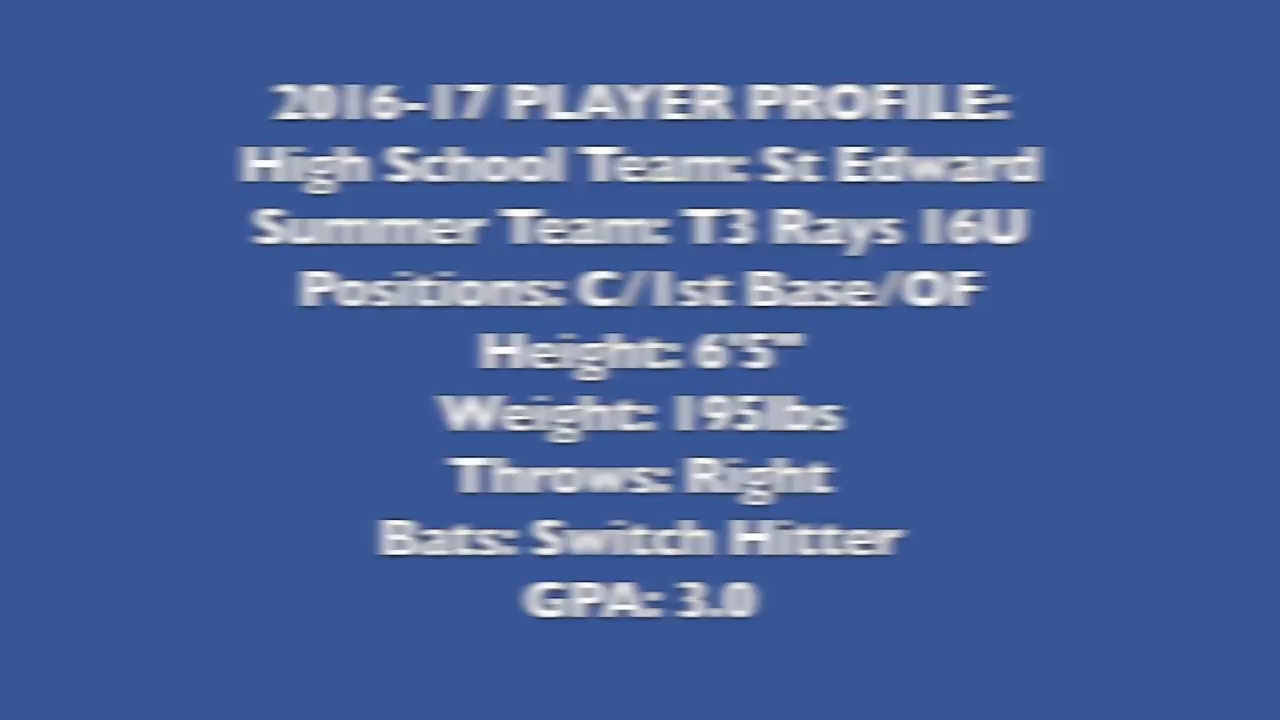 2016-17 PLAYER PROFILE:
High School Team: St Edward
Summer Team: T3 Rays 16U
Positions: C/1st Base/OF
Height: 6'5"
Weight: 195lbs
Throws: Right
Bats: Switch Hitter
GPA: 3.0